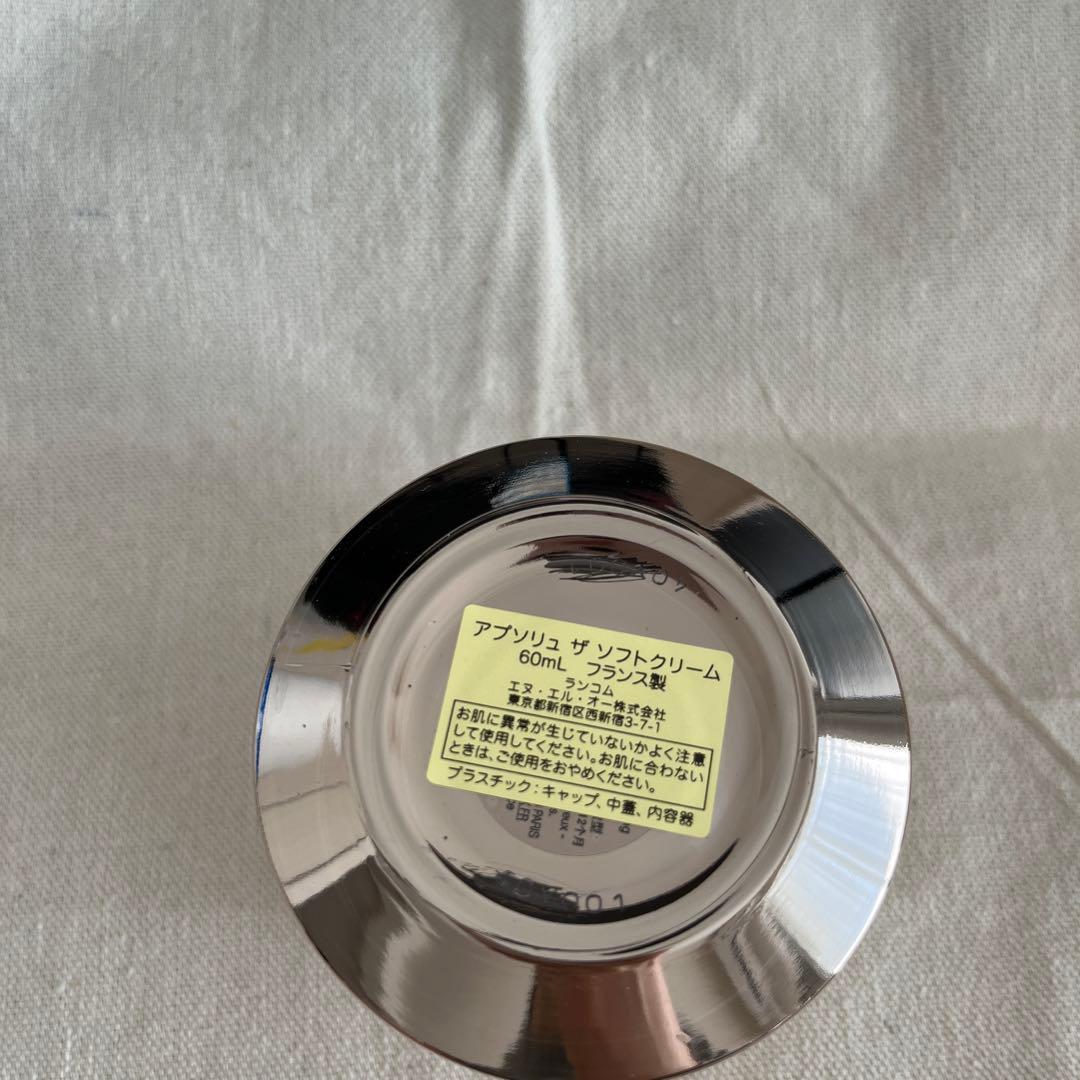 アプソリュ ザ ソフトクリーム
60mL フランス製
ランコム
エヌ・エル・オー株式会社
東京都新宿区西新宿3-7-1
お肌に異常が生じていないかよく注意
して使用してください。お肌に合わない
ときは、ご使用をおやめください。
プラスチック：キャップ、中蓋、内容器
PARIS